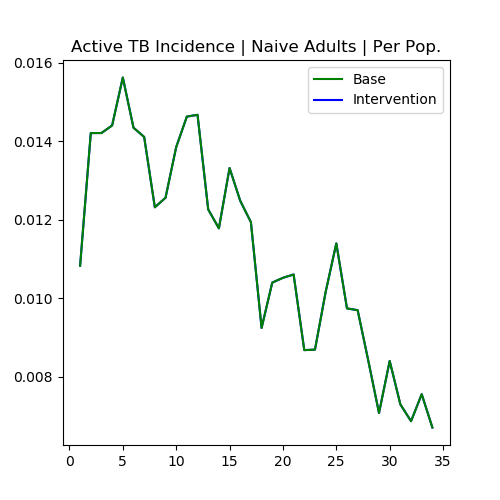 Active TB Incidence | Naive Adults | Per Pop.
0.016
Base
Intervention
0.014
0.012
0.010
0.008
0 5 10 15 20 25 30 35